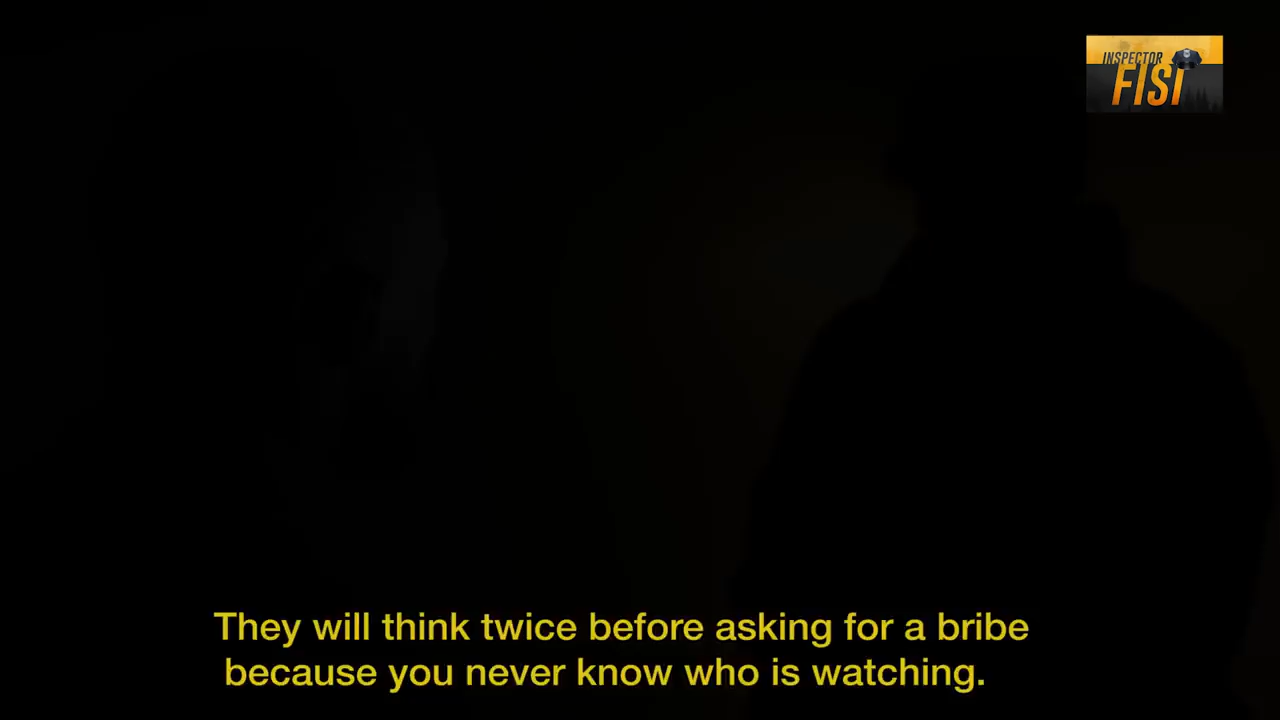 INSPECTOR
FISI
They will think twice before asking for a bribe
because you never know who is watching.